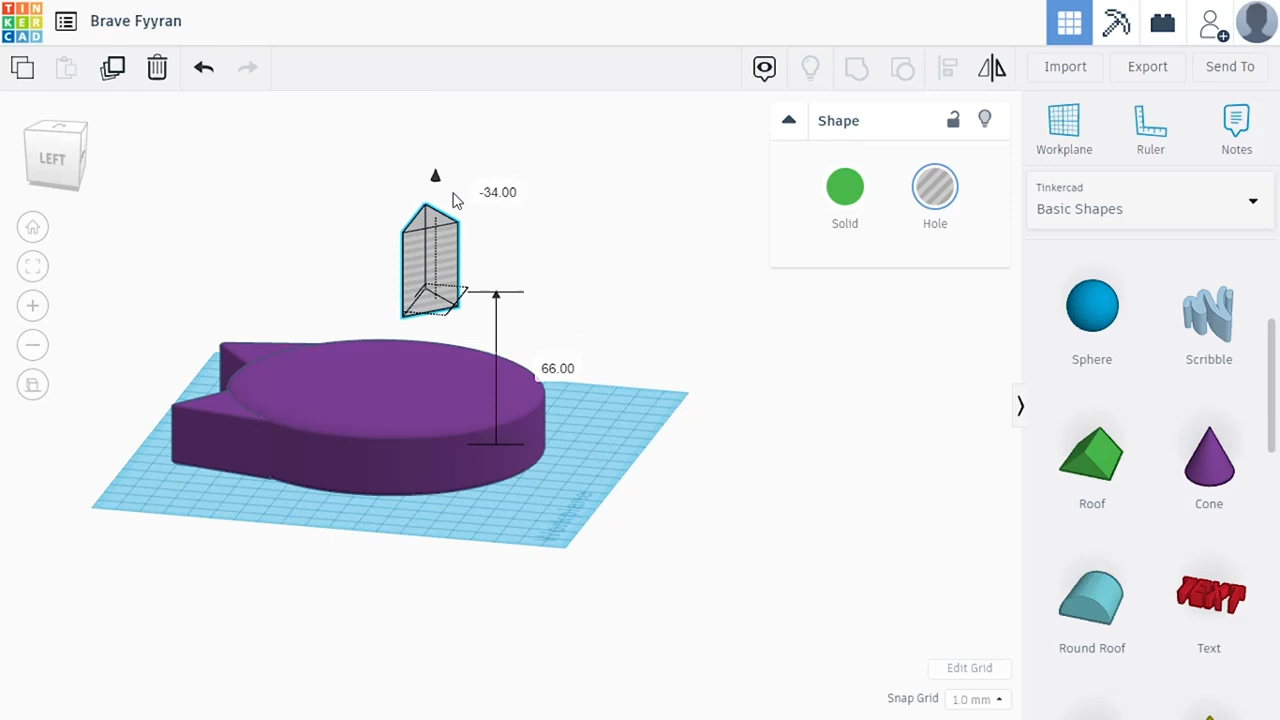 TIN
KER
CAD
Brave Fyyran
Import
Export
Send To
LEFT
-34.00
66.00
Shape
Solid
Hole
Workplane
Ruler
Notes
Tinkercad
Basic Shapes
Sphere
Scribble
Roof
Cone
TEXT
Round Roof
Text
Edit Grid
Snap Grid
1.0 mm